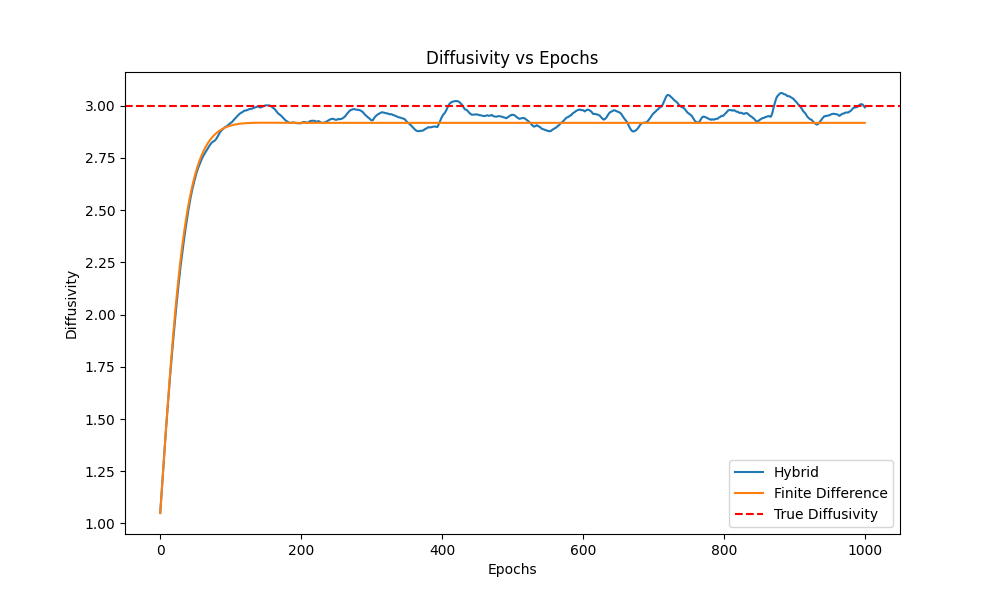 Diffusivity vs Epochs
Diffusivity
3.00
2.75
2.50
2.25
2.00
1.75
1.50
1.25
1.00
0
200
400
600
800
1000
Epochs
Hybrid
Finite Difference
True Diffusivity